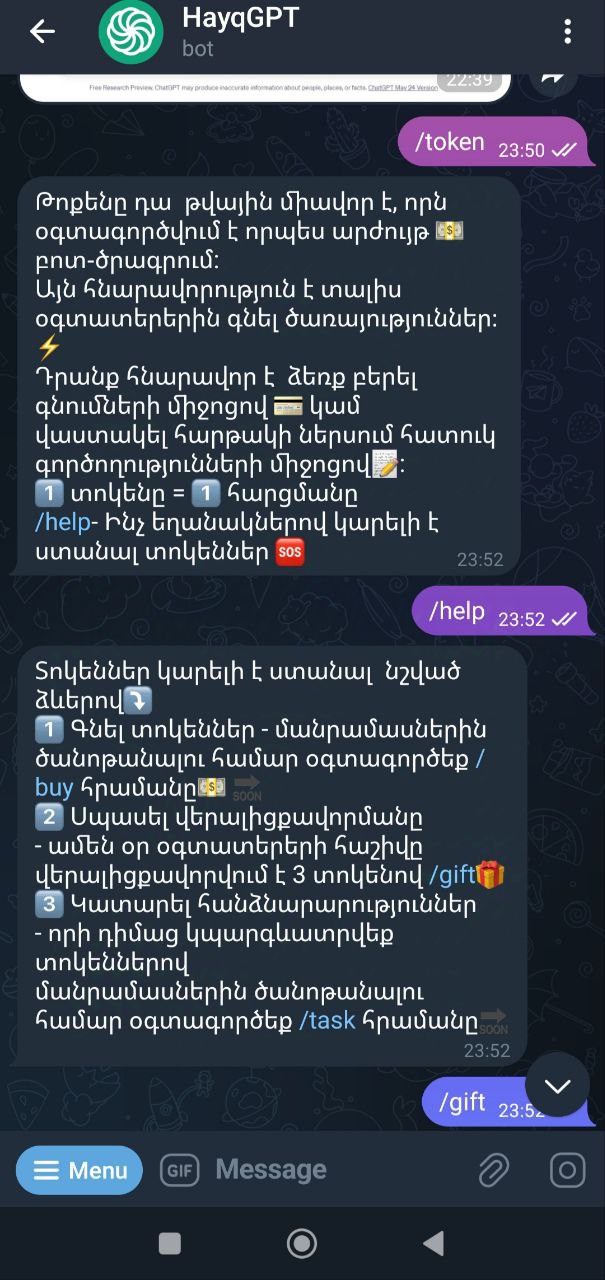 HayqGPT
bot
Free Research Preview. ChatGPT may produce inaccurate information about people, places, or facts. ChatGPT May 24 Version
22:39
/token 23:50
Թոքենը դա թվային միավոր է, որն
օգտագործվում է որպես արժույթ 💵
բոտ-ծրագրում:
Այն հնարավորություն է տալիս
օգտատերերին գնել ծառայություններ:
⚡
Դրանք հնարավոր է ձեռք բերել
գնումների միջոցով 💳 կամ
վաստակել հարթակի ներսում հատուկ
գործողությունների միջոցով📝:
1️⃣ տոկենը = 1️⃣ հարցմանը
/help- Ինչ եղանակներով կարելի է
ստանալ տոկեններ 🆘
23:52
/help 23:52
Տոկեններ կարելի է ստանալ նշված
ձևերով⤵️
1️⃣ Գնել տոկեններ - մանրամասներին
ծանոթանալու համար օգտագործեք /
buy հրամանը💵 🔜
2️⃣ Սպասել վերալիցքավորմանը
- ամեն օր օգտատերերի հաշիվը
վերալիցքավորվում է 3 տոկենով /gift🎁
3️⃣ Կատարել հանձնարարություններ
- որի դիմաց կպարգևատրվեք
տոկեններով
մանրամասներին ծանոթանալու
համար օգտագործեք /task հրամանը🔜
23:52
/gift 23:52
Menu
GIF
Message